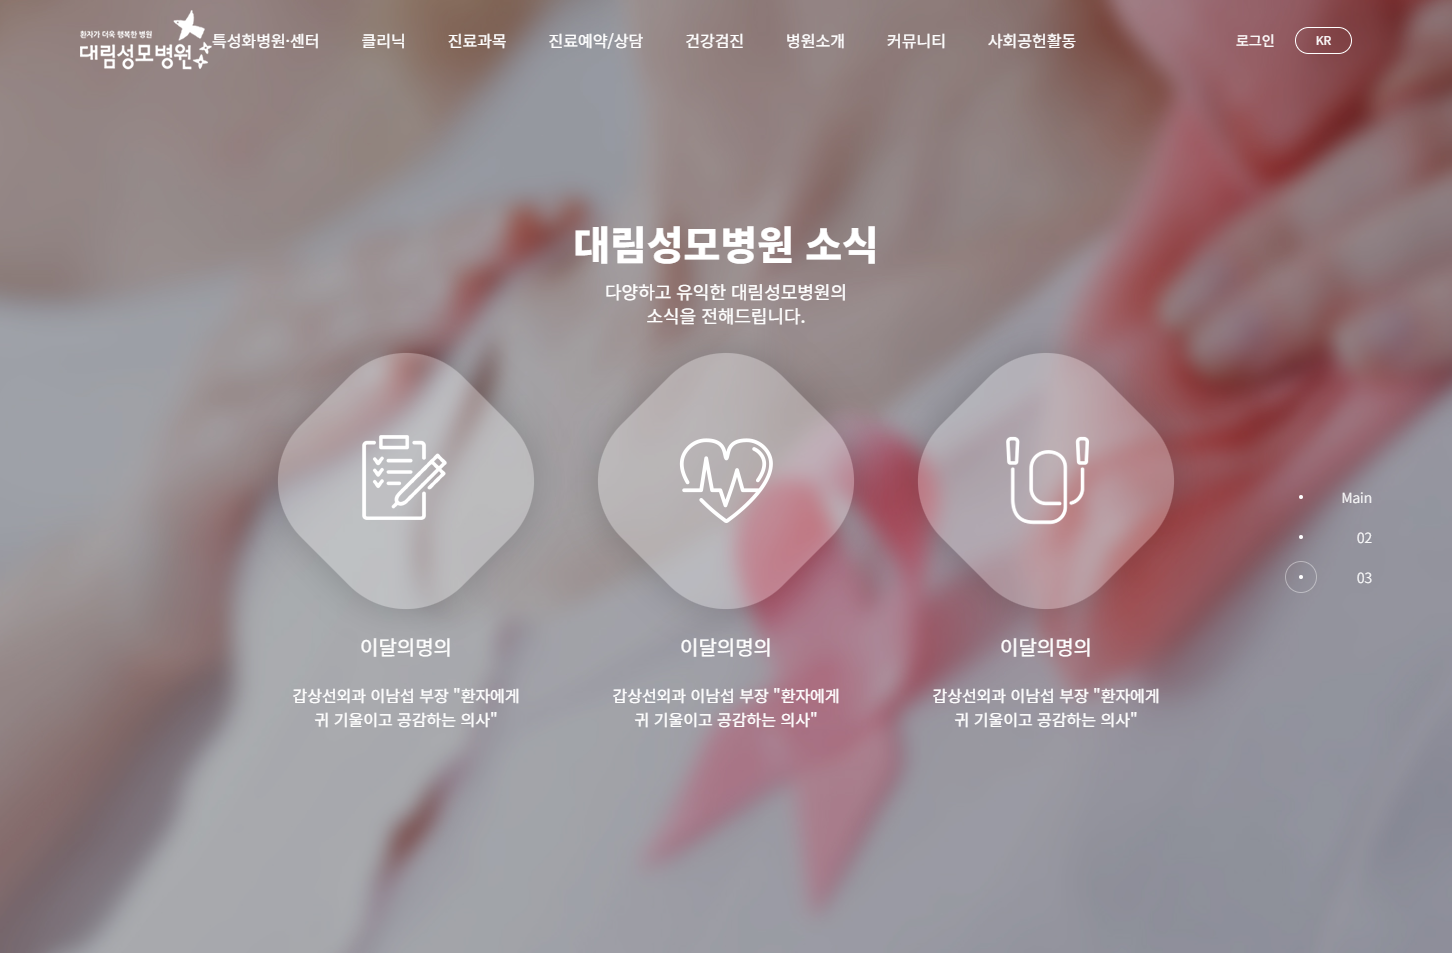 환자가 더욱 행복한 병원
대림성모병원
특성화병원·센터 클리닉 진료과목 진료예약/상담 건강검진 병원소개 커뮤니티 사회공헌활동 로그인 KR
대림성모병원 소식
다양하고 유익한 대림성모병원의
소식을 전해드립니다.
Main
02
03
이달의명의
갑상선외과 이남섭 부장 "환자에게
귀 기울이고 공감하는 의사"
이달의명의
갑상선외과 이남섭 부장 "환자에게
귀 기울이고 공감하는 의사"
이달의명의
갑상선외과 이남섭 부장 "환자에게
귀 기울이고 공감하는 의사"